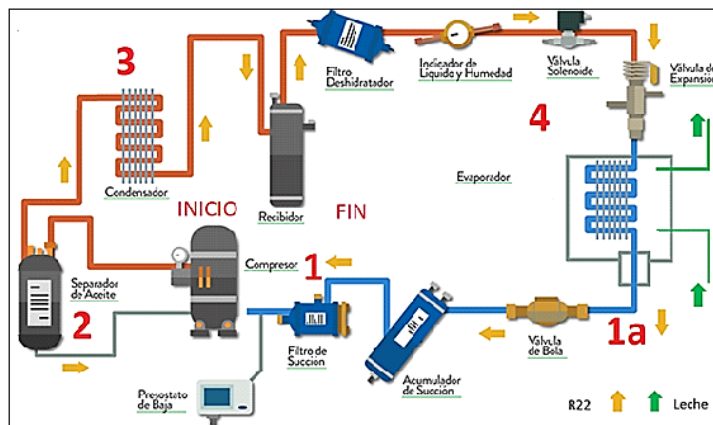 3
Filtro
Deshidratador
Indicador de
Liquido y Humedad
Válvula
Solenoide
Válvula de
Expansión
4
Condensador
INICIO
Recibidor
FIN
Evaporador
Separador
de Aceite
2
Compresor
1
Filtro de
Succión
Acumulador
de Succión
Válvula
de Bola
1a
Presostato
de Baja
R22
Leche